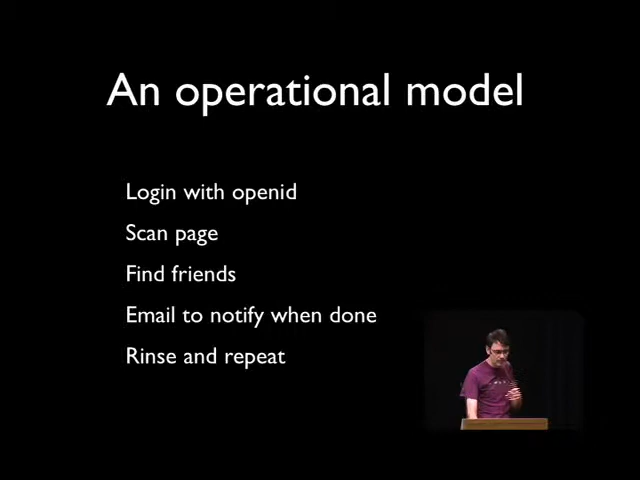 An operational model
Login with openid
Scan page
Find friends
Email to notify when done
Rinse and repeat